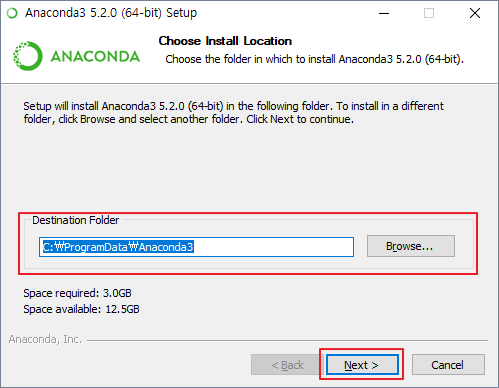 Anaconda3 5.2.0 (64-bit) Setup
ANACONDA
Choose Install Location
Choose the folder in which to install Anaconda3 5.2.0 (64-bit).
Setup will install Anaconda3 5.2.0 (64-bit) in the following folder. To install in a different
folder, click Browse and select another folder. Click Next to continue.
Destination Folder
C:₩ProgramData₩Anaconda3
Browse...
Space required: 3.0GB
Space available: 12.5GB
Anaconda, Inc.
< Back
Next >
Cancel